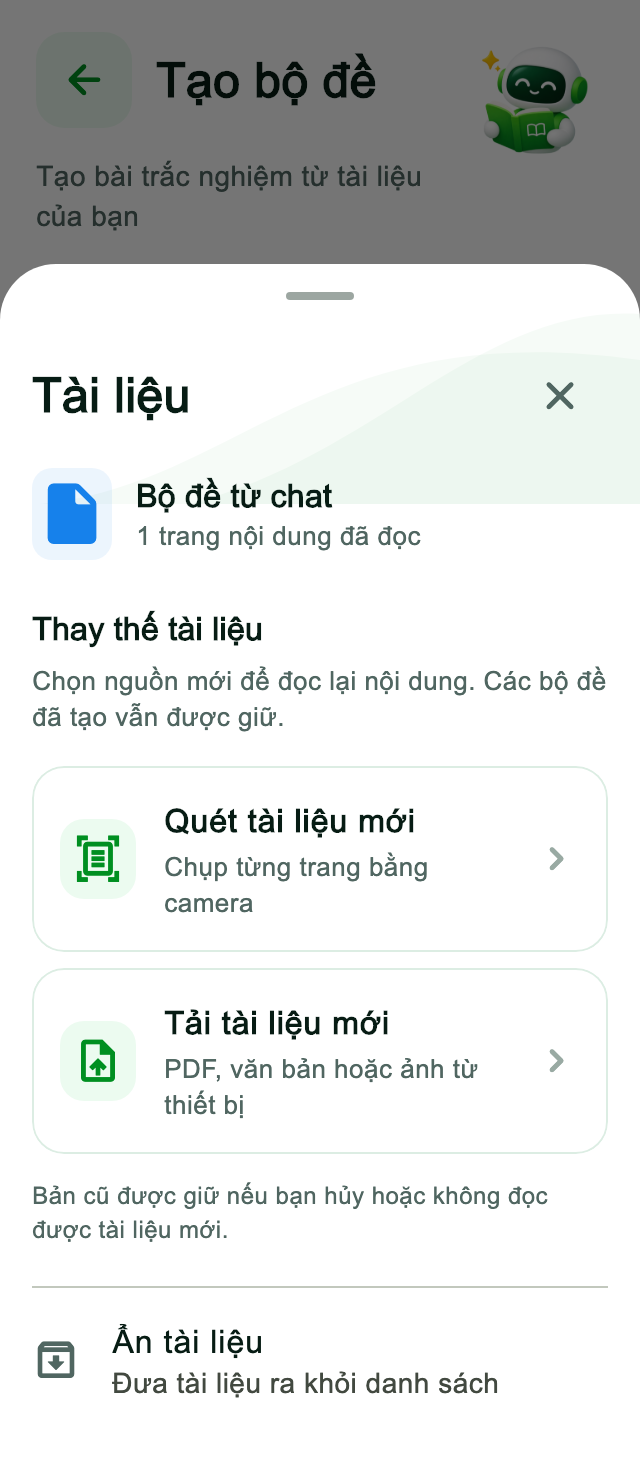 Tạo bộ đề
Tạo bài trắc nghiệm từ tài liệu
của bạn
Tài liệu
Bộ đề từ chat
1 trang nội dung đã đọc
Thay thế tài liệu
Chọn nguồn mới để đọc lại nội dung. Các bộ đề
đã tạo vẫn được giữ.
Quét tài liệu mới
Chụp từng trang bằng
camera
Tải tài liệu mới
PDF, văn bản hoặc ảnh từ
thiết bị
Bản cũ được giữ nếu bạn hủy hoặc không đọc
được tài liệu mới.
Ẩn tài liệu
Đưa tài liệu ra khỏi danh sách